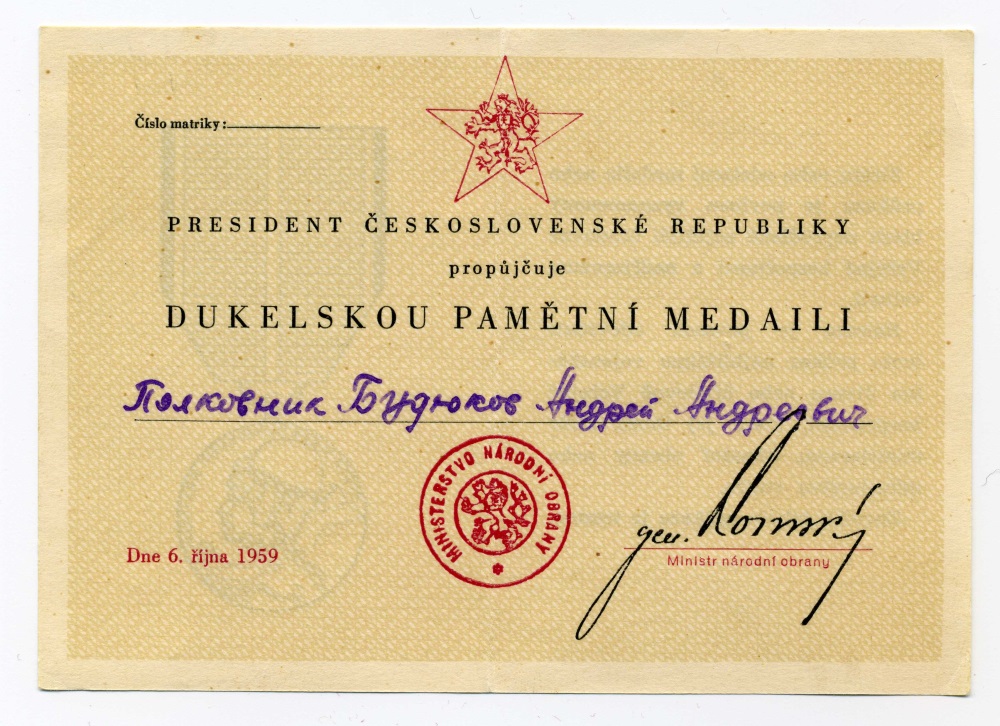 Číslo matriky:
PRESIDENT ČESKOSLOVENSKÉ REPUBLIKY
propůjčuje
DUKELSKOU PAMĚTNÍ MEDAILI
Полковник Будюков Андрей Андреевич
MINISTERSTVO NÁRODNÍ OBRANY
Dne 6. října 1959
gen. Lomský
Ministr národní obrany